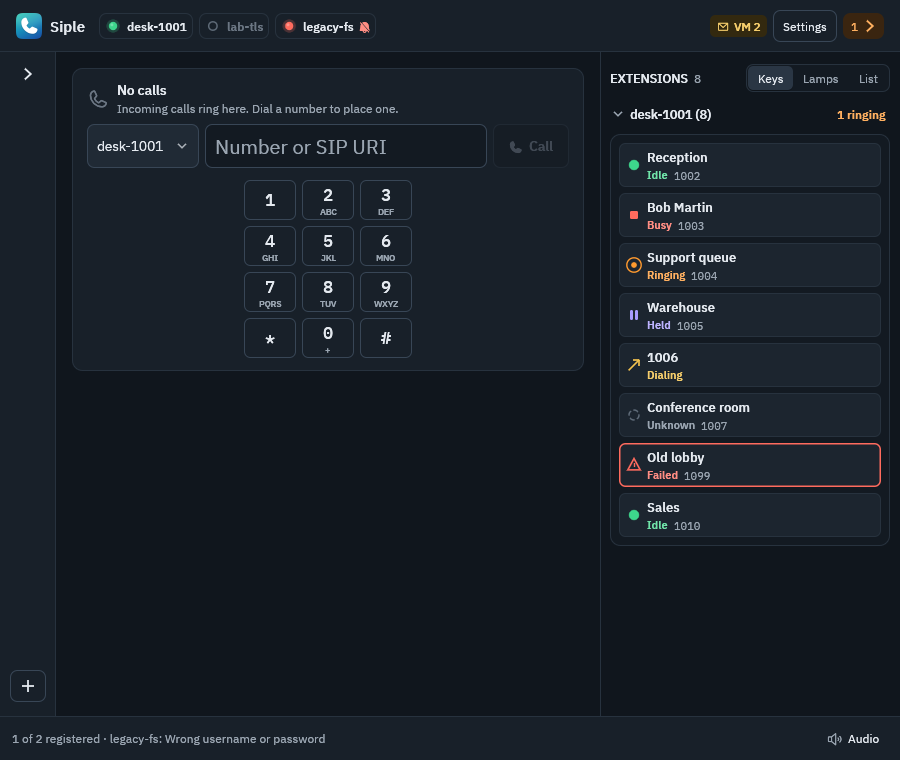 Siple
desk-1001
lab-tls
legacy-fs
VM 2
Settings
1
No calls
Incoming calls ring here. Dial a number to place one.
desk-1001
Number or SIP URI
Call
1
2
ABC
3
DEF
4
GHI
5
JKL
6
MNO
7
PQRS
8
TUV
9
WXYZ
*
0
+
#
EXTENSIONS 8
Keys
Lamps
List
desk-1001 (8)
1 ringing
Reception
Idle 1002
Bob Martin
Busy 1003
Support queue
Ringing 1004
Warehouse
Held 1005
1006
Dialing
Conference room
Unknown 1007
Old lobby
Failed 1099
Sales
Idle 1010
1 of 2 registered · legacy-fs: Wrong username or password
Audio